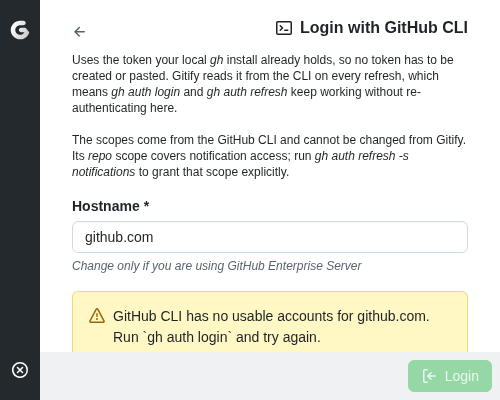 Login with GitHub CLI
Uses the token your local gh install already holds, so no token has to be
created or pasted. Gitify reads it from the CLI on every refresh, which
means gh auth login and gh auth refresh keep working without re-
authenticating here.
The scopes come from the GitHub CLI and cannot be changed from Gitify.
Its repo scope covers notification access; run gh auth refresh -s
notifications to grant that scope explicitly.
Hostname *
github.com
Change only if you are using GitHub Enterprise Server
GitHub CLI has no usable accounts for github.com.
Run `gh auth login` and try again.
Login